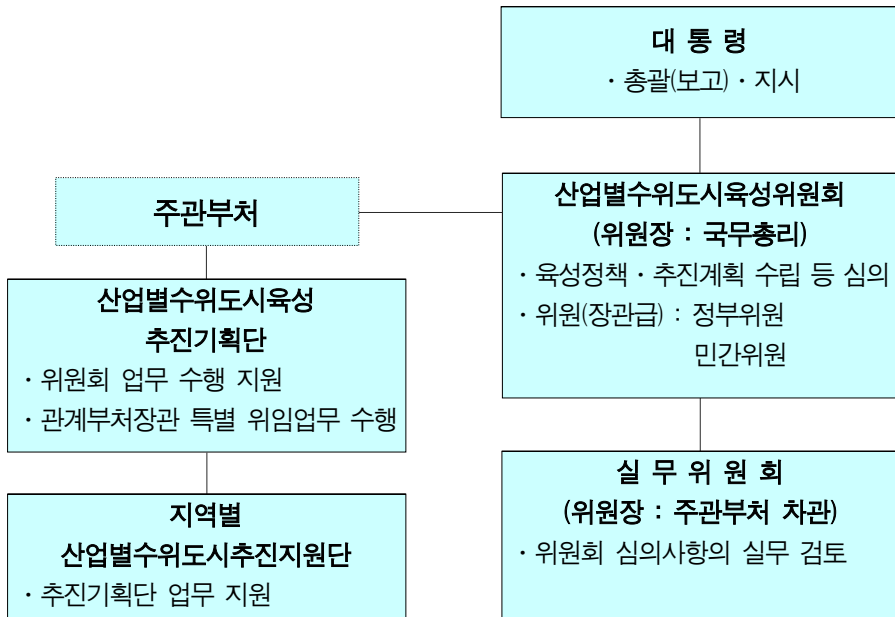 대 통 령
· 총괄(보고) · 지시
주관부처
산업별수위도시육성위원회
(위원장 : 국무총리)
· 육성정책 · 추진계획 수립 등 심의
· 위원(장관급) : 정부위원
민간위원
산업별수위도시육성
추진기획단
· 위원회 업무 수행 지원
· 관계부처장관 특별 위임업무 수행
실 무 위 원 회
(위원장 : 주관부처 차관)
· 위원회 심의사항의 실무 검토
지역별
산업별수위도시추진지원단
· 추진기획단 업무 지원